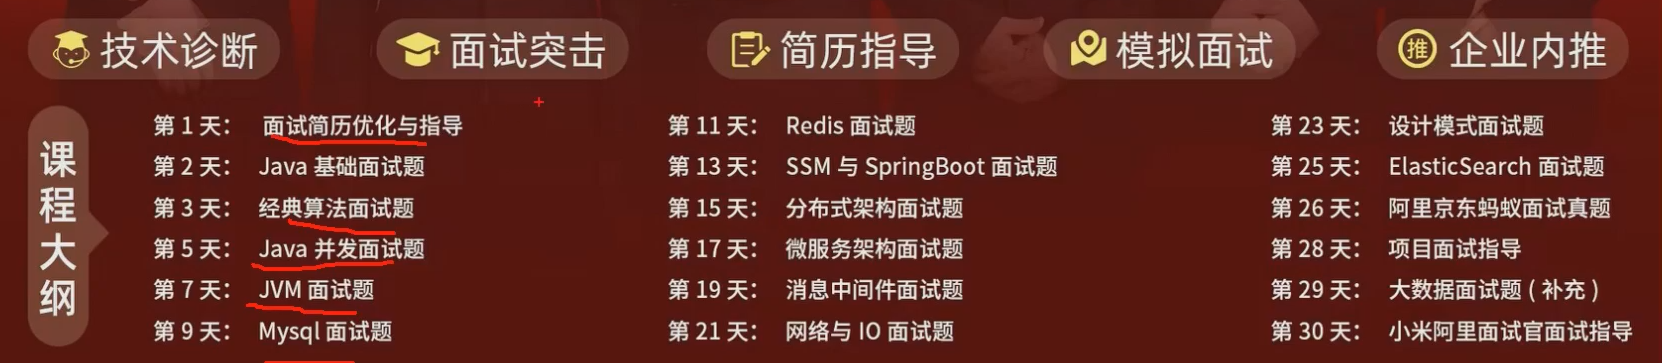 技术诊断
面试突击
简历指导
模拟面试
推 企业内推
课程大纲
第 1 天： 面试简历优化与指导
第 2 天： Java 基础面试题
第 3 天： 经典算法面试题
第 5 天： Java 并发面试题
第 7 天： JVM 面试题
第 9 天： Mysql 面试题
第 11 天： Redis 面试题
第 13 天： SSM 与 SpringBoot 面试题
第 15 天： 分布式架构面试题
第 17 天： 微服务架构面试题
第 19 天： 消息中间件面试题
第 21 天： 网络与 IO 面试题
第 23 天： 设计模式面试题
第 25 天： ElasticSearch 面试题
第 26 天： 阿里京东蚂蚁面试真题
第 28 天： 项目面试指导
第 29 天： 大数据面试题 ( 补充 )
第 30 天： 小米阿里面试官面试指导